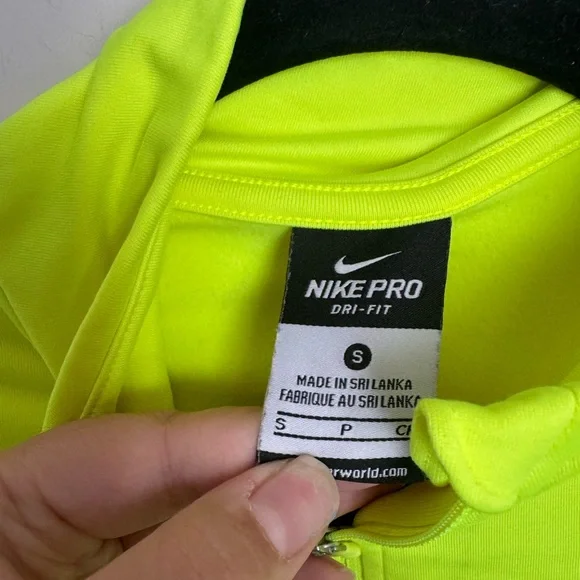 NIKE PRO
DRI-FIT
S
MADE IN SRI LANKA
FABRIQUE AU SRI LANKA
S P